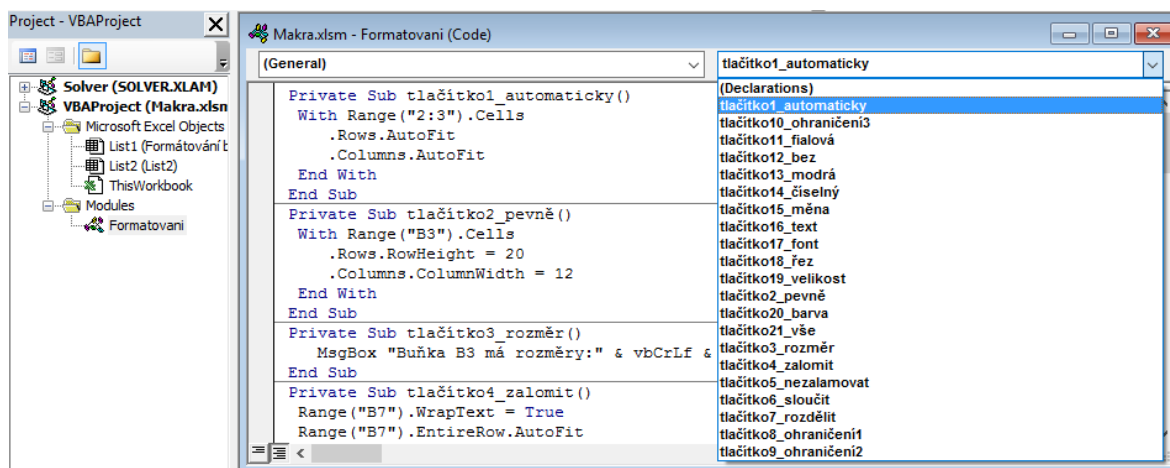 Project - VBAProject
Solver (SOLVER.XLAM)
VBAProject (Makra.xlsn
Microsoft Excel Objects
List1 (Formátování b
List2 (List2)
ThisWorkbook
Modules
Formatovani
Makra.xlsm - Formatovani (Code)
(General)
tlačítko1_automaticky
Private Sub tlačítko1_automaticky()
With Range("2:3").Cells
.Rows.AutoFit
.Columns.AutoFit
End With
End Sub
Private Sub tlačítko2_pevně()
With Range("B3").Cells
.Rows.RowHeight = 20
.Columns.ColumnWidth = 12
End With
End Sub
Private Sub tlačítko3_rozměr()
MsgBox "Buňka B3 má rozměry:" & vbCrLf &
End Sub
Private Sub tlačítko4_zalomit()
Range("B7").WrapText = True
Range("B7").EntireRow.AutoFit
(Declarations)
tlačítko1_automaticky
tlačítko10_ohraničení3
tlačítko11_fialová
tlačítko12_bez
tlačítko13_modrá
tlačítko14_číselný
tlačítko15_měna
tlačítko16_text
tlačítko17_font
tlačítko18_řez
tlačítko19_velikost
tlačítko2_pevně
tlačítko20_barva
tlačítko21_vše
tlačítko3_rozměr
tlačítko4_zalomit
tlačítko5_nezalamovat
tlačítko6_sloučit
tlačítko7_rozdělit
tlačítko8_ohraničení1
tlačítko9_ohraničení2